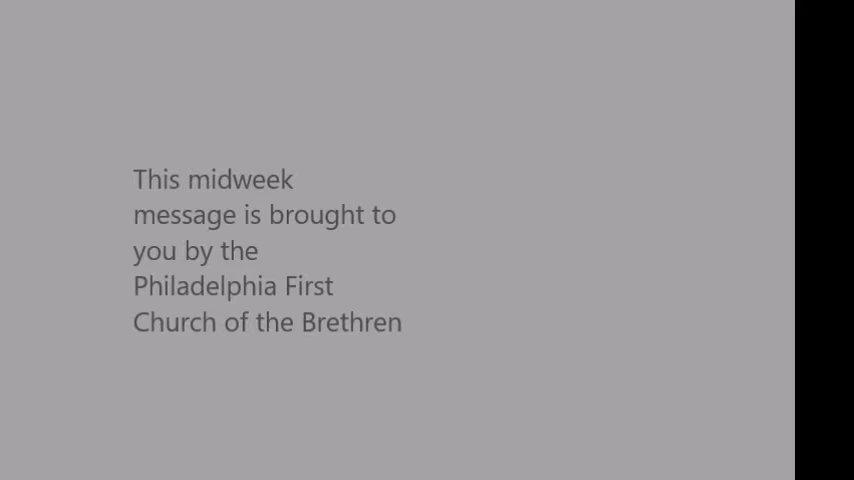 This midweek
message is brought to
you by the
Philadelphia First
Church of the Brethren